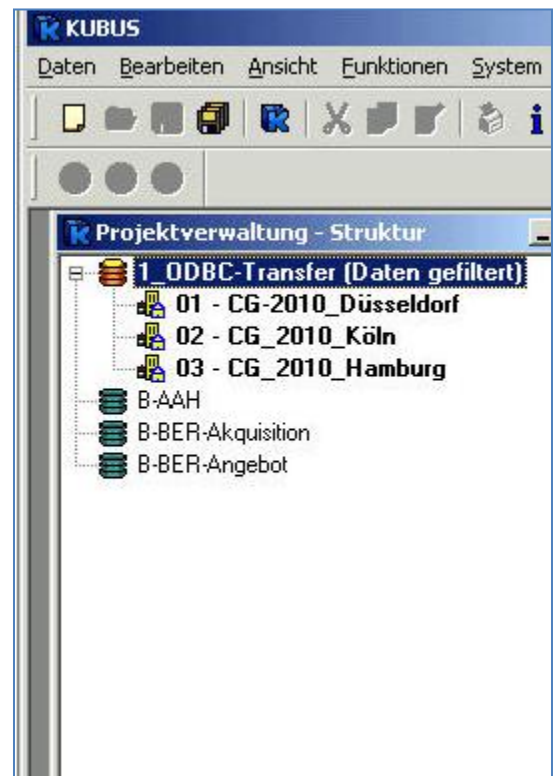 KUBUS
Daten Bearbeiten Ansicht Funktionen System
Projektverwaltung - Struktur
1_ODBC-Transfer (Daten gefiltert)
01 - CG-2010_Düsseldorf
02 - CG_2010_Köln
03 - CG_2010_Hamburg
B-AAH
B-BER-Akquisition
B-BER-Angebot